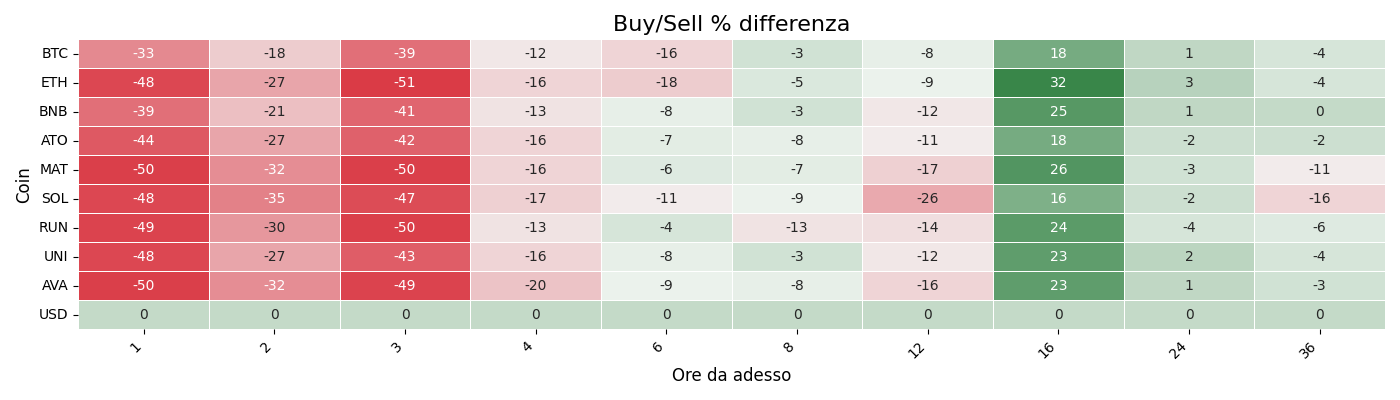 Buy/Sell % differenza
Coin
BTC -33 -18 -39 -12 -16 -3 -8 18 1 -4
ETH -48 -27 -51 -16 -18 -5 -9 32 3 -4
BNB -39 -21 -41 -13 -8 -3 -12 25 1 0
ATO -44 -27 -42 -16 -7 -8 -11 18 -2 -2
MAT -50 -32 -50 -16 -6 -7 -17 26 -3 -11
SOL -48 -35 -47 -17 -11 -9 -26 16 -2 -16
RUN -49 -30 -50 -13 -4 -13 -14 24 -4 -6
UNI -48 -27 -43 -16 -8 -3 -12 23 2 -4
AVA -50 -32 -49 -20 -9 -8 -16 23 1 -3
USD 0 0 0 0 0 0 0 0 0 0
1 2 3 4 6 8 12 16 24 36
Ore da adesso